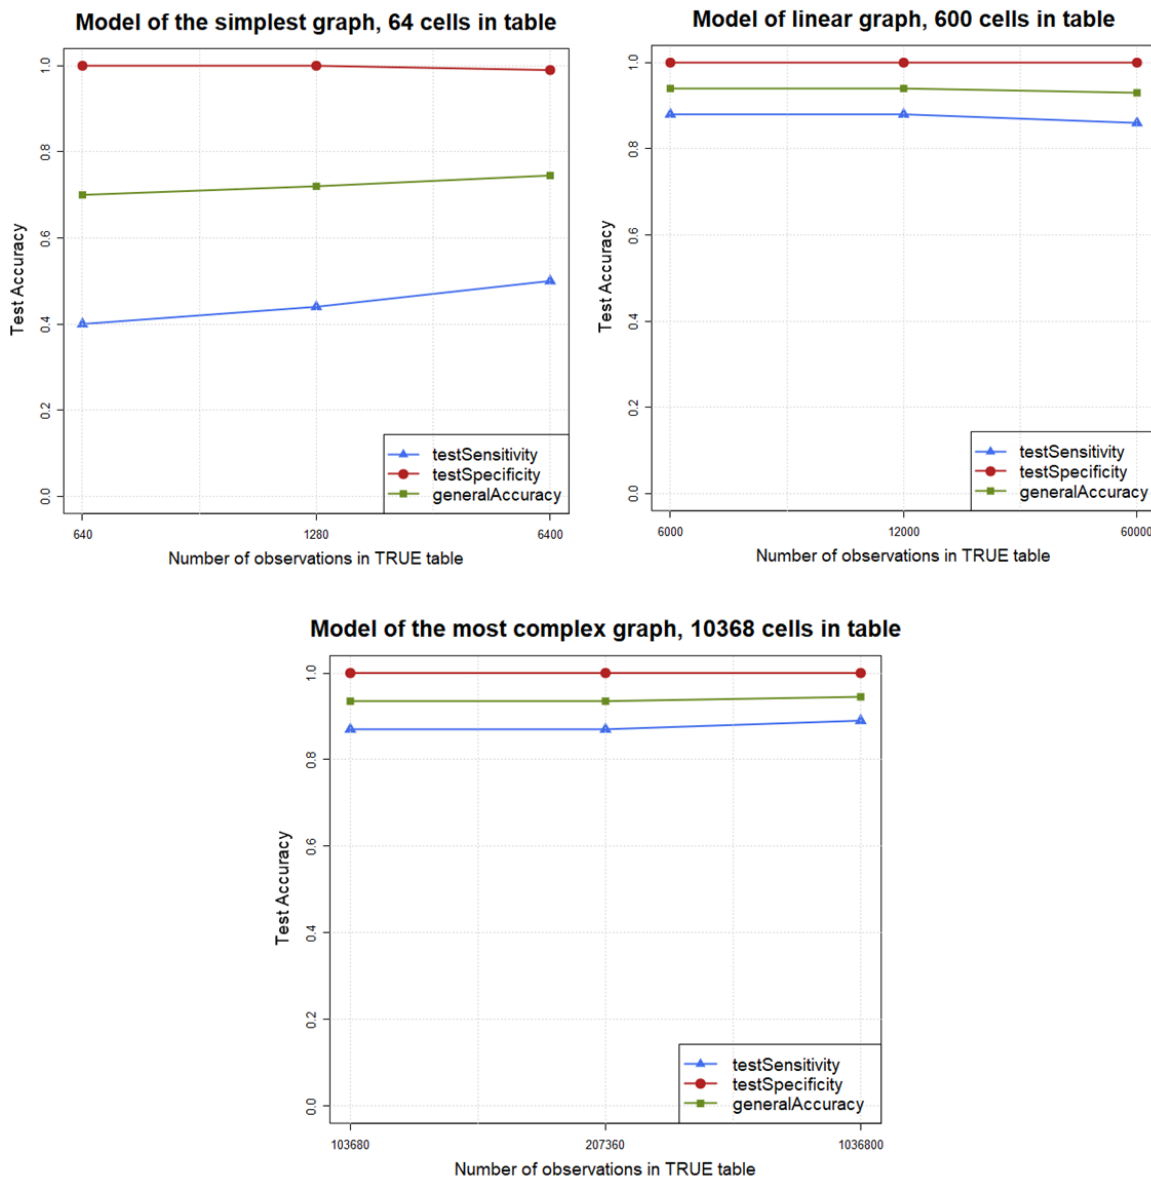 Model of the simplest graph, 64 cells in table
Test Accuracy
1.0
0.8
0.6
0.4
0.2
0.0
testSensitivity
testSpecificity
generalAccuracy
640 1280 6400
Number of observations in TRUE table
Model of linear graph, 600 cells in table
Test Accuracy
1.0
0.8
0.6
0.4
0.2
0.0
testSensitivity
testSpecificity
generalAccuracy
6000 12000 60000
Number of observations in TRUE table
Model of the most complex graph, 10368 cells in table
Test Accuracy
1.0
0.8
0.6
0.4
0.2
0.0
testSensitivity
testSpecificity
generalAccuracy
103680 207360 1036800
Number of observations in TRUE table